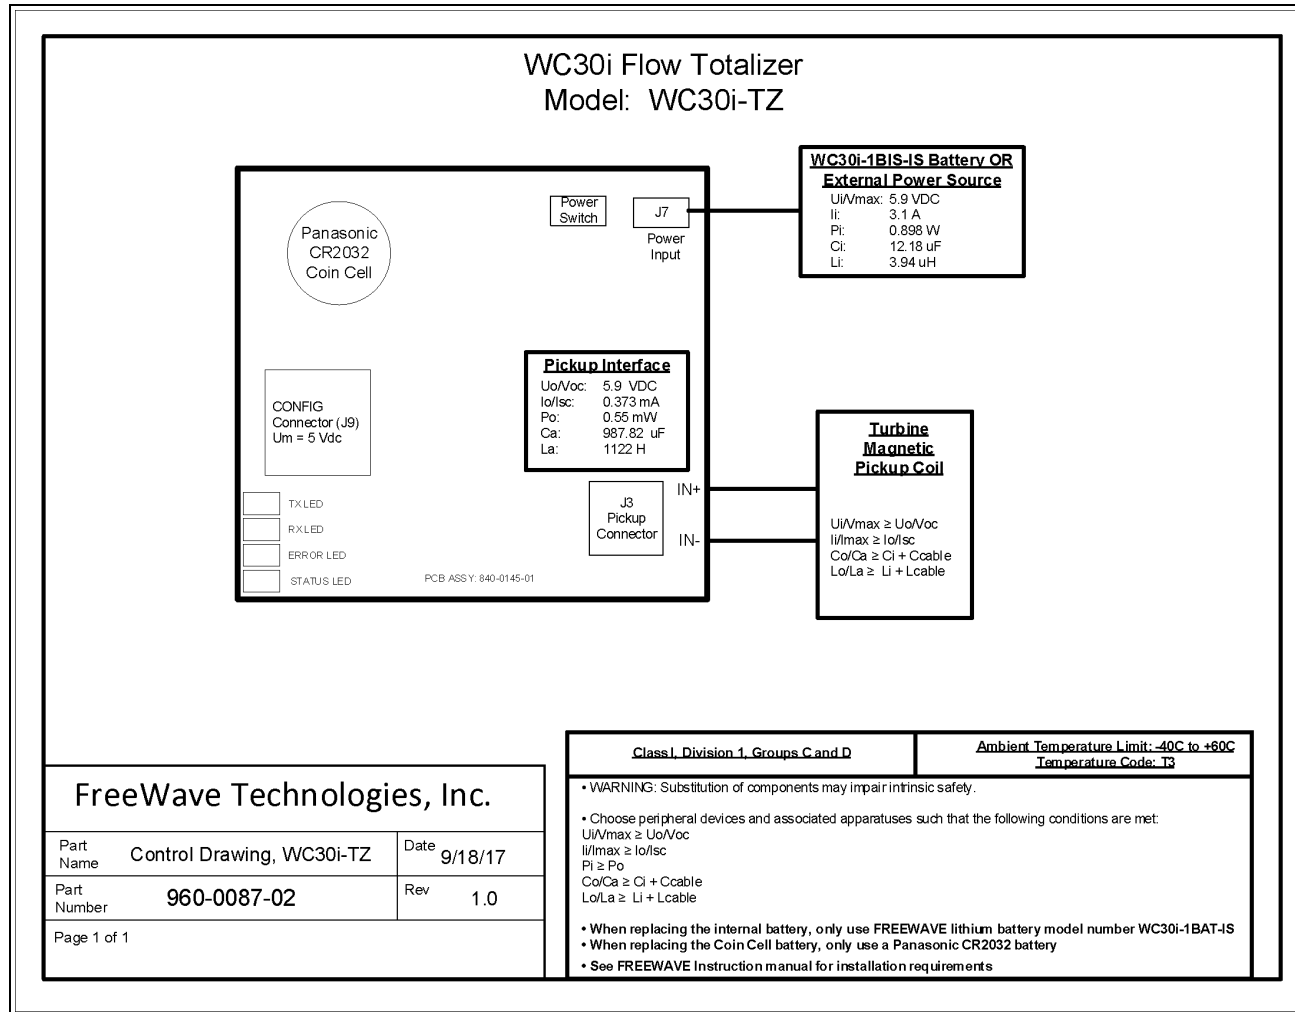 WC30i Flow Totalizer
Model: WC30i-TZ
WC30i-1BIS-IS Battery OR
External Power Source
Ui/Vmax: 5.9 VDC
Ii: 3.1 A
Pi: 0.898 W
Ci: 12.18 uF
Li: 3.94 uH
Power
Switch
J7
Power
Input
Panasonic
CR2032
Coin Cell
Pickup Interface
Uo/Voc: 5.9 VDC
Io/Isc: 0.373 mA
Po: 0.55 mW
Ca: 987.82 uF
La: 1122 H
CONFIG
Connector (J9)
Um = 5 Vdc
Turbine
Magnetic
Pickup Coil
Ui/Vmax ≥ Uo/Voc
Ii/Imax ≥ Io/Isc
Co/Ca ≥ Ci + Ccable
Lo/La ≥ Li + Lcable
J3
Pickup
Connector
IN+
IN-
TX LED
RX LED
ERROR LED
STATUS LED
PCB ASSY: 840-0145-01
Class I, Division 1, Groups C and D
Ambient Temperature Limit: -40C to +60C
Temperature Code: T3
• WARNING: Substitution of components may impair intrinsic safety.
• Choose peripheral devices and associated apparatuses such that the following conditions are met:
Ui/Vmax ≥ Uo/Voc
Ii/Imax ≥ Io/Isc
Pi ≥ Po
Co/Ca ≥ Ci + Ccable
Lo/La ≥ Li + Lcable
• When replacing the internal battery, only use FREEWAVE lithium battery model number WC30i-1BAT-IS
• When replacing the Coin Cell battery, only use a Panasonic CR2032 battery
• See FREEWAVE Instruction manual for installation requirements
FreeWave Technologies, Inc.
Part Name Control Drawing, WC30i-TZ
Date 9/18/17
Part Number 960-0087-02
Rev 1.0
Page 1 of 1